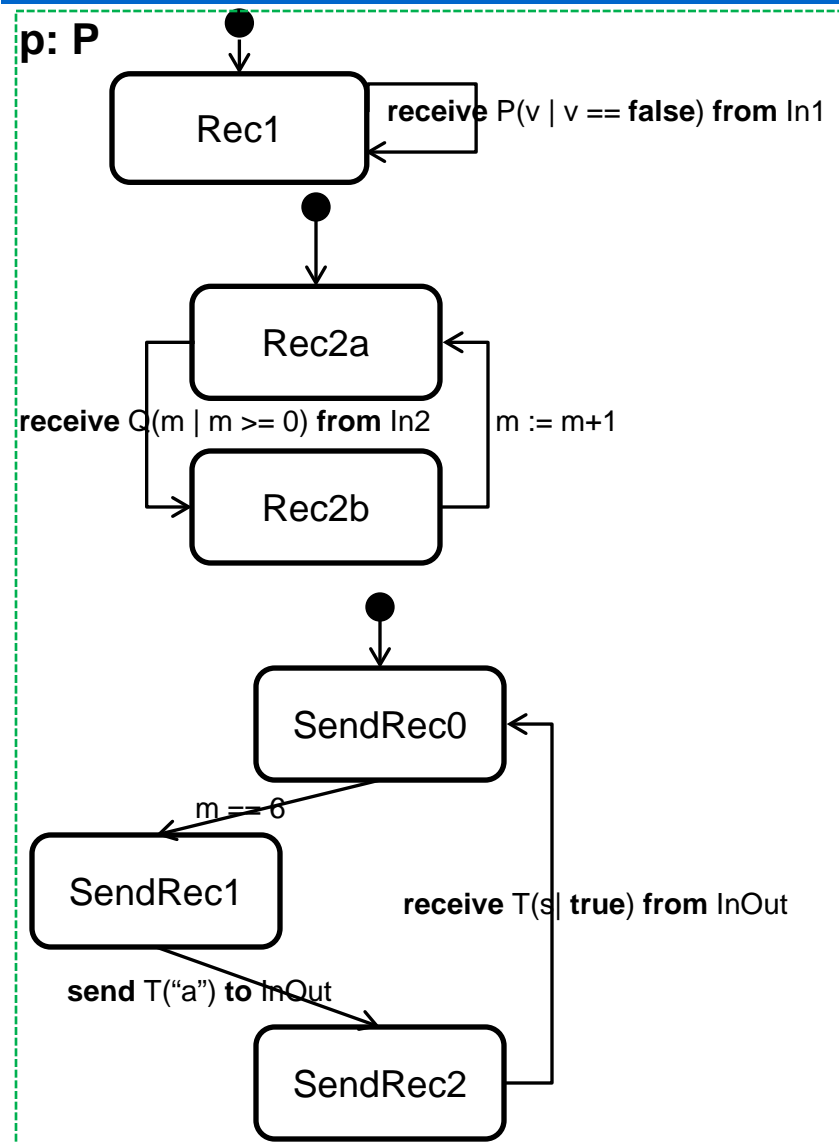 p: P
Rec1
receive P(v | v == false) from In1
Rec2a
receive Q(m | m >= 0) from In2
m := m+1
Rec2b
SendRec0
m == 6
SendRec1
receive T(s| true) from InOut
send T(“a”) to InOut
SendRec2